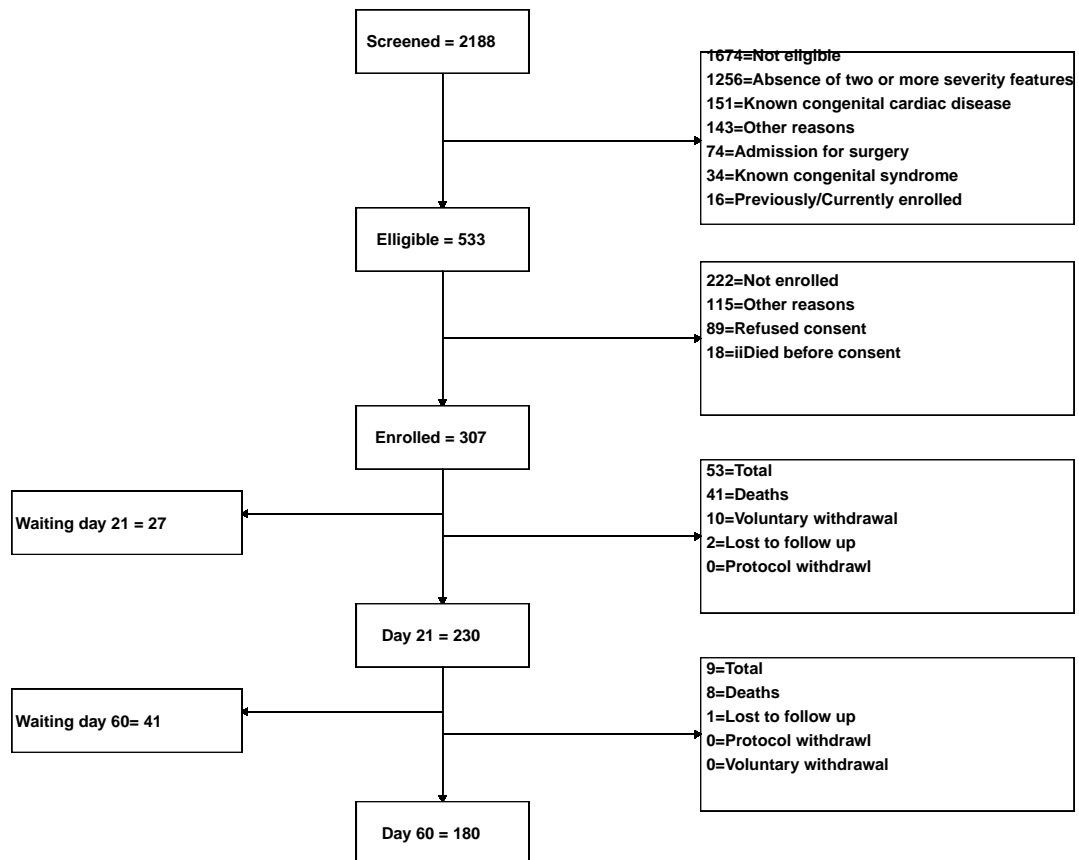 Screened = 2188
1674=Not eligible
1256=Absence of two or more severity features
151=Known congenital cardiac disease
143=Other reasons
74=Admission for surgery
34=Known congenital syndrome
16=Previously/Currently enrolled
Elligible = 533
222=Not enrolled
115=Other reasons
89=Refused consent
18=iiDied before consent
Enrolled = 307
53=Total
41=Deaths
10=Voluntary withdrawal
2=Lost to follow up
0=Protocol withdrawl
Waiting day 21 = 27
Day 21 = 230
9=Total
8=Deaths
1=Lost to follow up
0=Protocol withdrawl
0=Voluntary withdrawal
Waiting day 60= 41
Day 60 = 180